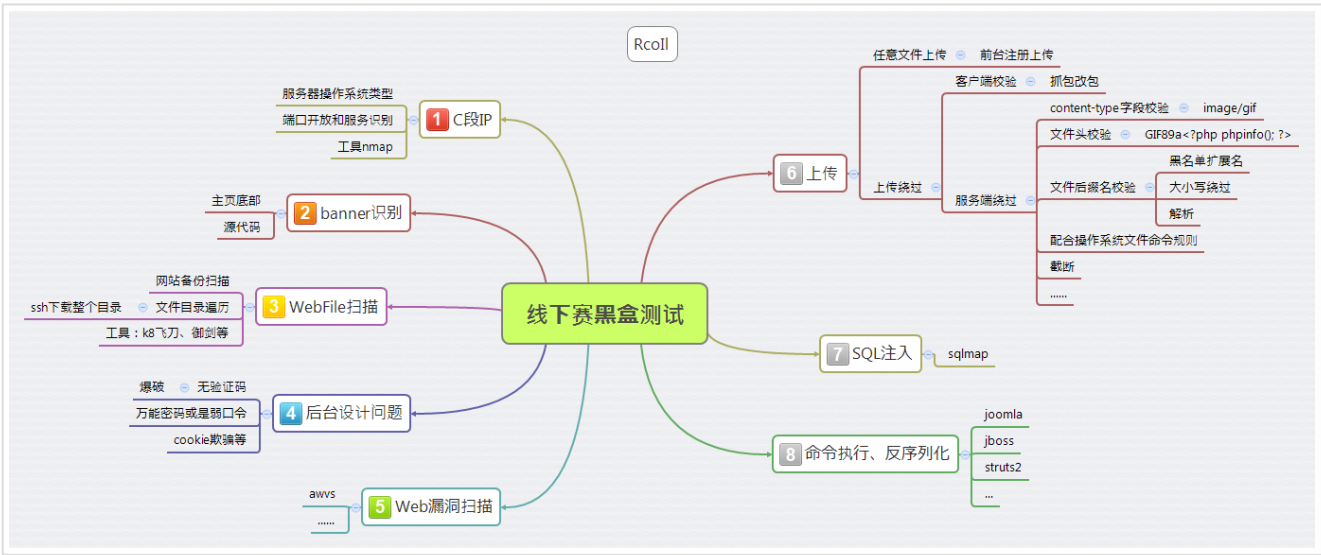 Rcoll
线下赛黑盒测试
1 C段IP
服务器操作系统类型
端口开放和服务识别
工具nmap
2 banner识别
主页底部
源代码
3 WebFile扫描
网站备份扫描
文件目录遍历
ssh下载整个目录
工具：k8飞刀、御剑等
4 后台设计问题
无验证码
爆破
万能密码或是弱口令
cookie欺骗等
5 Web漏洞扫描
awvs
......
6 上传
任意文件上传
前台注册上传
上传绕过
客户端校验
抓包改包
服务端绕过
content-type字段校验
image/gif
文件头校验
GIF89a<?php phpinfo(); ?>
文件后缀名校验
黑名单扩展名
大小写绕过
解析
配合操作系统文件命令规则
截断
......
7 SQL注入
sqlmap
8 命令执行、反序列化
joomla
jboss
struts2
...